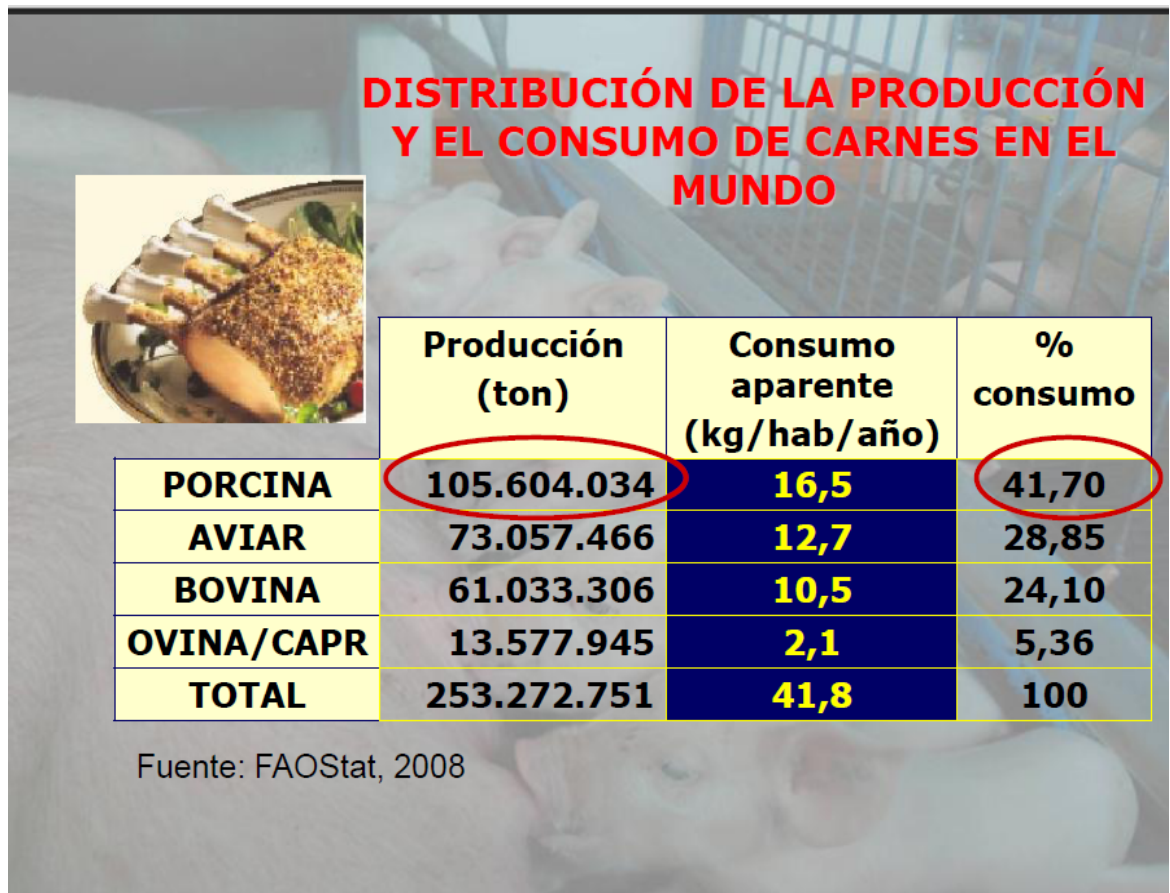 DISTRIBUCIÓN DE LA PRODUCCIÓN
Y EL CONSUMO DE CARNES EN EL
MUNDO
Producción (ton) Consumo aparente (kg/hab/año) % consumo
PORCINA 105.604.034 16,5 41,70
AVIAR 73.057.466 12,7 28,85
BOVINA 61.033.306 10,5 24,10
OVINA/CAPR 13.577.945 2,1 5,36
TOTAL 253.272.751 41,8 100
Fuente: FAOStat, 2008